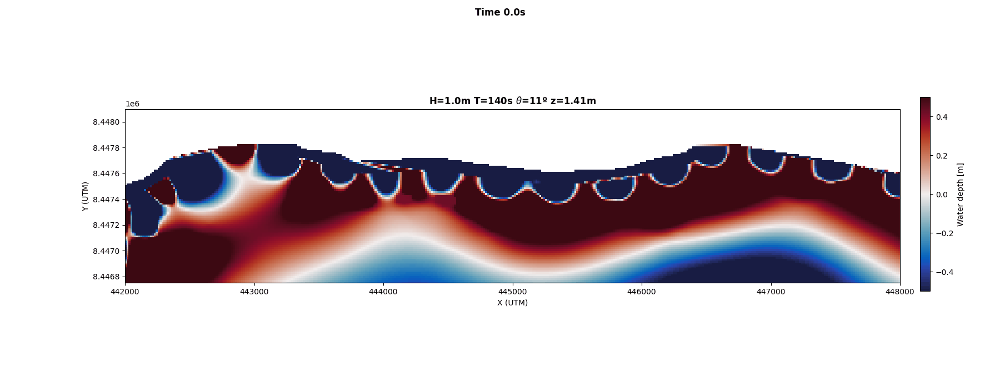 Time 0.0s
H=1.0m T=140s θ=11º z=1.41m
1e6
8.4480
8.4478
8.4476
8.4474
8.4472
8.4470
8.4468
Y (UTM)
442000 443000 444000 445000 446000 447000 448000
X (UTM)
0.4
0.2
0.0
−0.2
−0.4
Water depth [m]